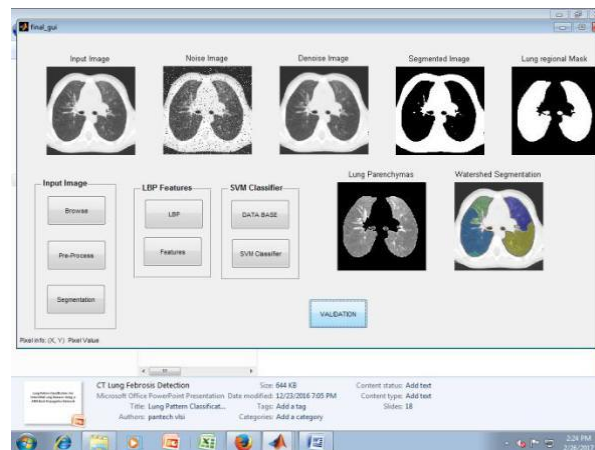 final_gui
Input Image
Noise Image
Denoise Image
Segmented Image
Lung regional Mask
Input Image
LBP Features
SVM Classifier
Lung Parenchymas
Watershed Segmentation
Browse
LBP
DATA BASE
Pre-Process
Features
SVM Classifier
Segmentation
VALIDATION
Pixel info: (X, Y) Pixel Value
CT Lung Febrosis Detection
Size: 644 KB
Content status: Add text
Microsoft Office PowerPoint Presentation
Date modified: 12/23/2016 7:05 PM
Content type: Add text
Title: Lung Pattern Classificat...
Tags: Add a tag
Slides: 18
Authors: pantech visi
Categories: Add a category
2:24 PM
2/26/2017